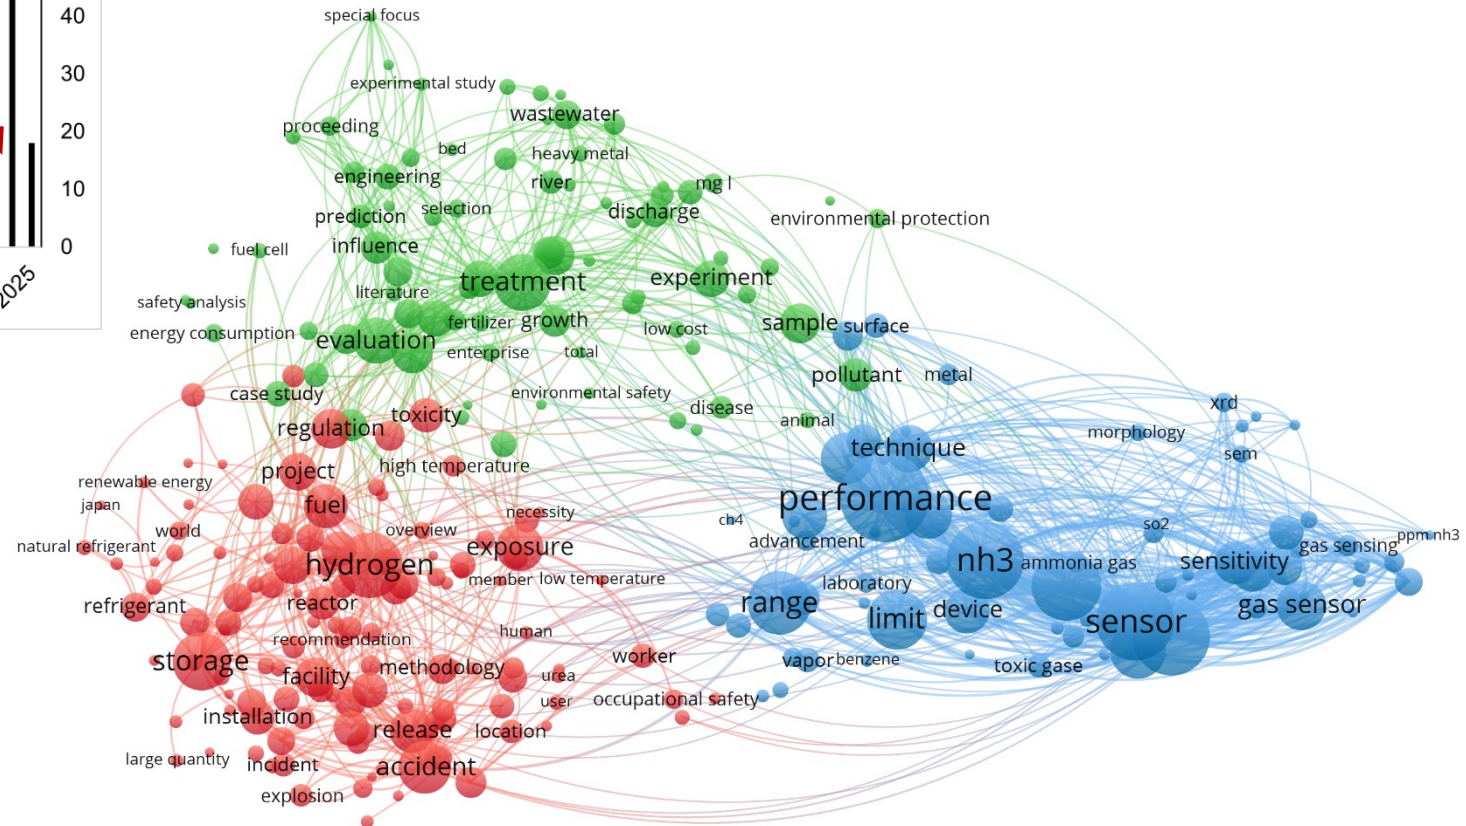 40
30
20
10
0
2025
special focus
experimental study
wastewater
proceeding
bed
heavy metal
engineering
river
mg l
prediction
selection
discharge
environmental protection
influence
fuel cell
treatment
experiment
literature
safety analysis
fertilizer
growth
low cost
sample
surface
energy consumption
evaluation
enterprise
total
pollutant
metal
case study
environmental safety
disease
animal
xrd
regulation
toxicity
morphology
technique
sem
project
high temperature
renewable energy
performance
japan
fuel
necessity
ch4
so2
world
overview
advancement
ppm nh3
natural refrigerant
exposure
gas sensing
hydrogen
nh3
ammonia gas
sensitivity
member
low temperature
laboratory
refrigerant
reactor
range
limit
device
gas sensor
sensor
recommendation
human
storage
worker
vapor
benzene
toxic gase
facility
methodology
urea
installation
user
occupational safety
release
location
large quantity
incident
accident
explosion